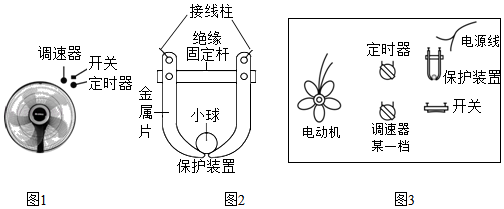 调速器
开关
定时器
图1
接线柱
绝缘
固定杆
金属片
小球
保护装置
图2
电源线
定时器
保护装置
开关
电动机
调速器
某一档
图3